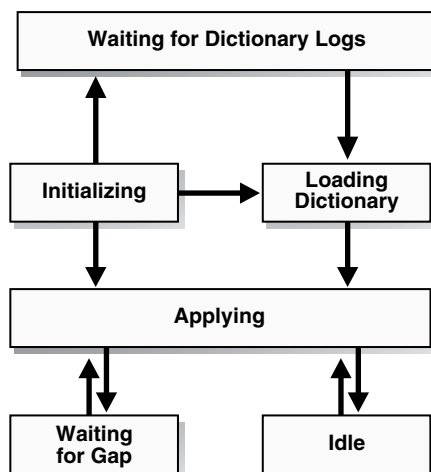 Waiting for Dictionary Logs
Initializing
Loading
Dictionary
Applying
Waiting
for Gap
Idle